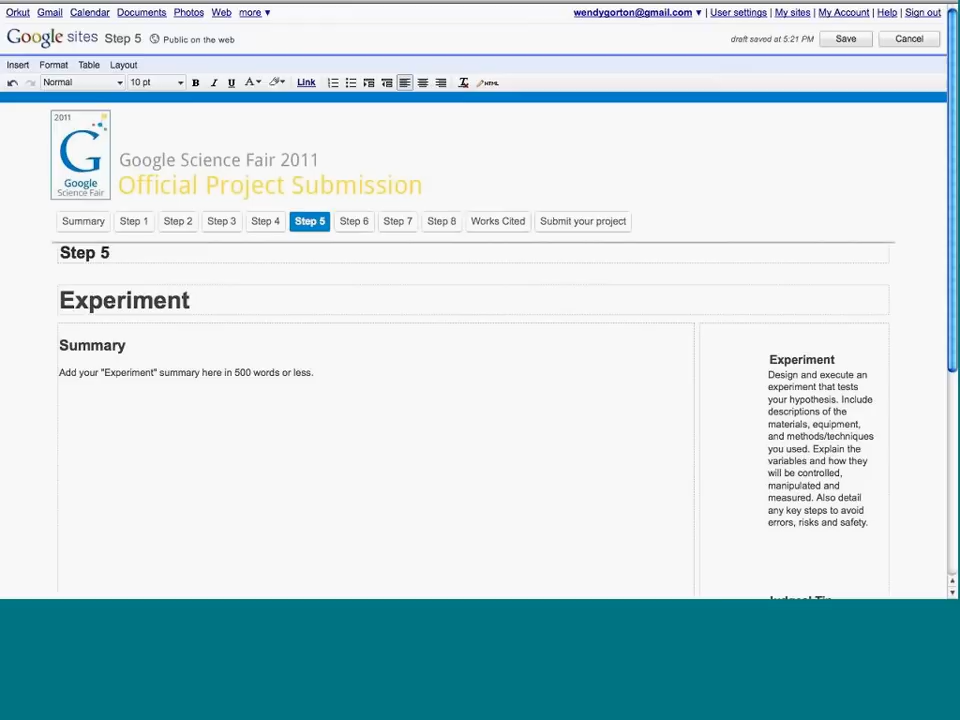 Orkut Gmail Calendar Documents Photos Web more ▼ wendygorton@gmail.com ▼ | User settings | My sites | My Account | Help | Sign out
Google sites Step 5 Public on the web draft saved at 5:21 PM Save Cancel
Insert Format Table Layout
Normal 10 pt B I U A Link HTML
2011
G
Google
Science Fair
Google Science Fair 2011
Official Project Submission
Summary Step 1 Step 2 Step 3 Step 4 Step 5 Step 6 Step 7 Step 8 Works Cited Submit your project
Step 5
Experiment
Summary
Add your "Experiment" summary here in 500 words or less.
Experiment
Design and execute an
experiment that tests
your hypothesis. Include
descriptions of the
materials, equipment,
and methods/techniques
you used. Explain the
variables and how they
will be controlled,
manipulated and
measured. Also detail
any key steps to avoid
errors, risks and safety.